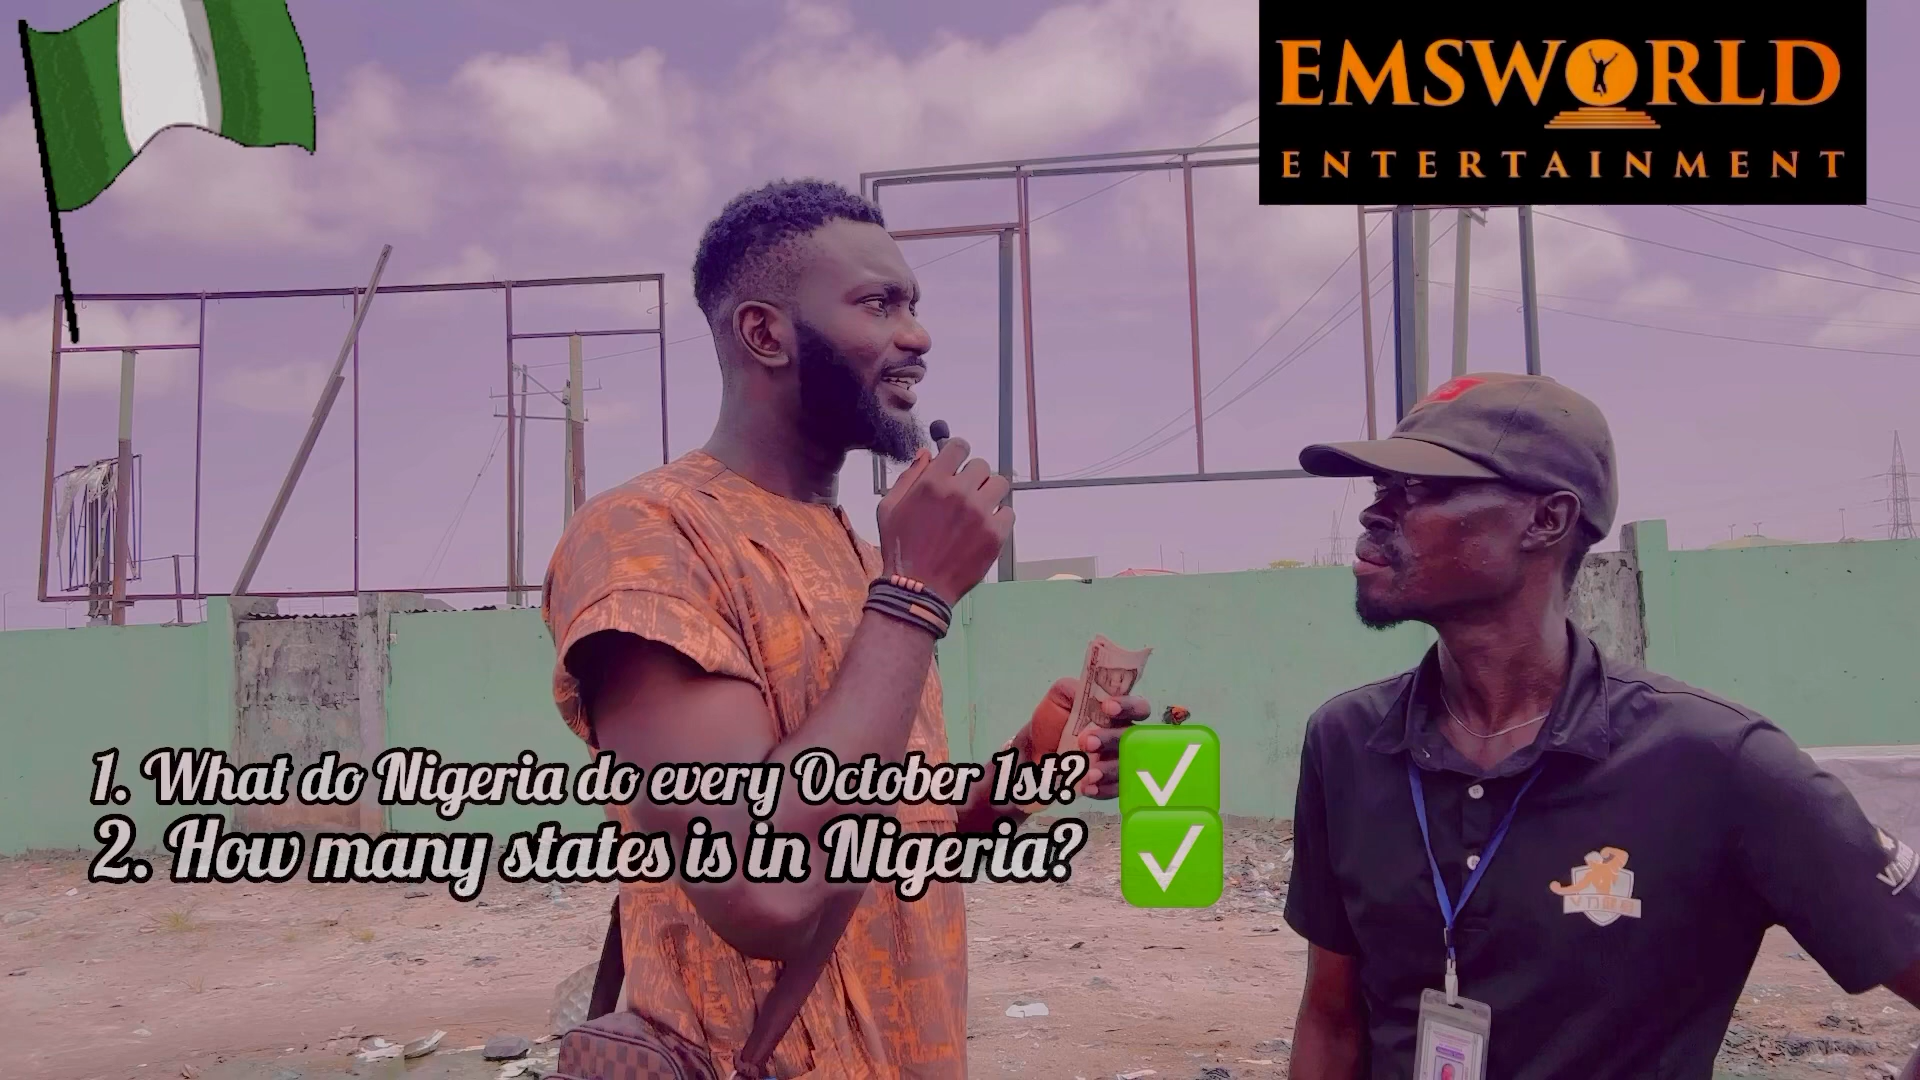 EMSWORLD
ENTERTAINMENT
1. What do Nigeria do every October 1st?
2. How many states is in Nigeria?